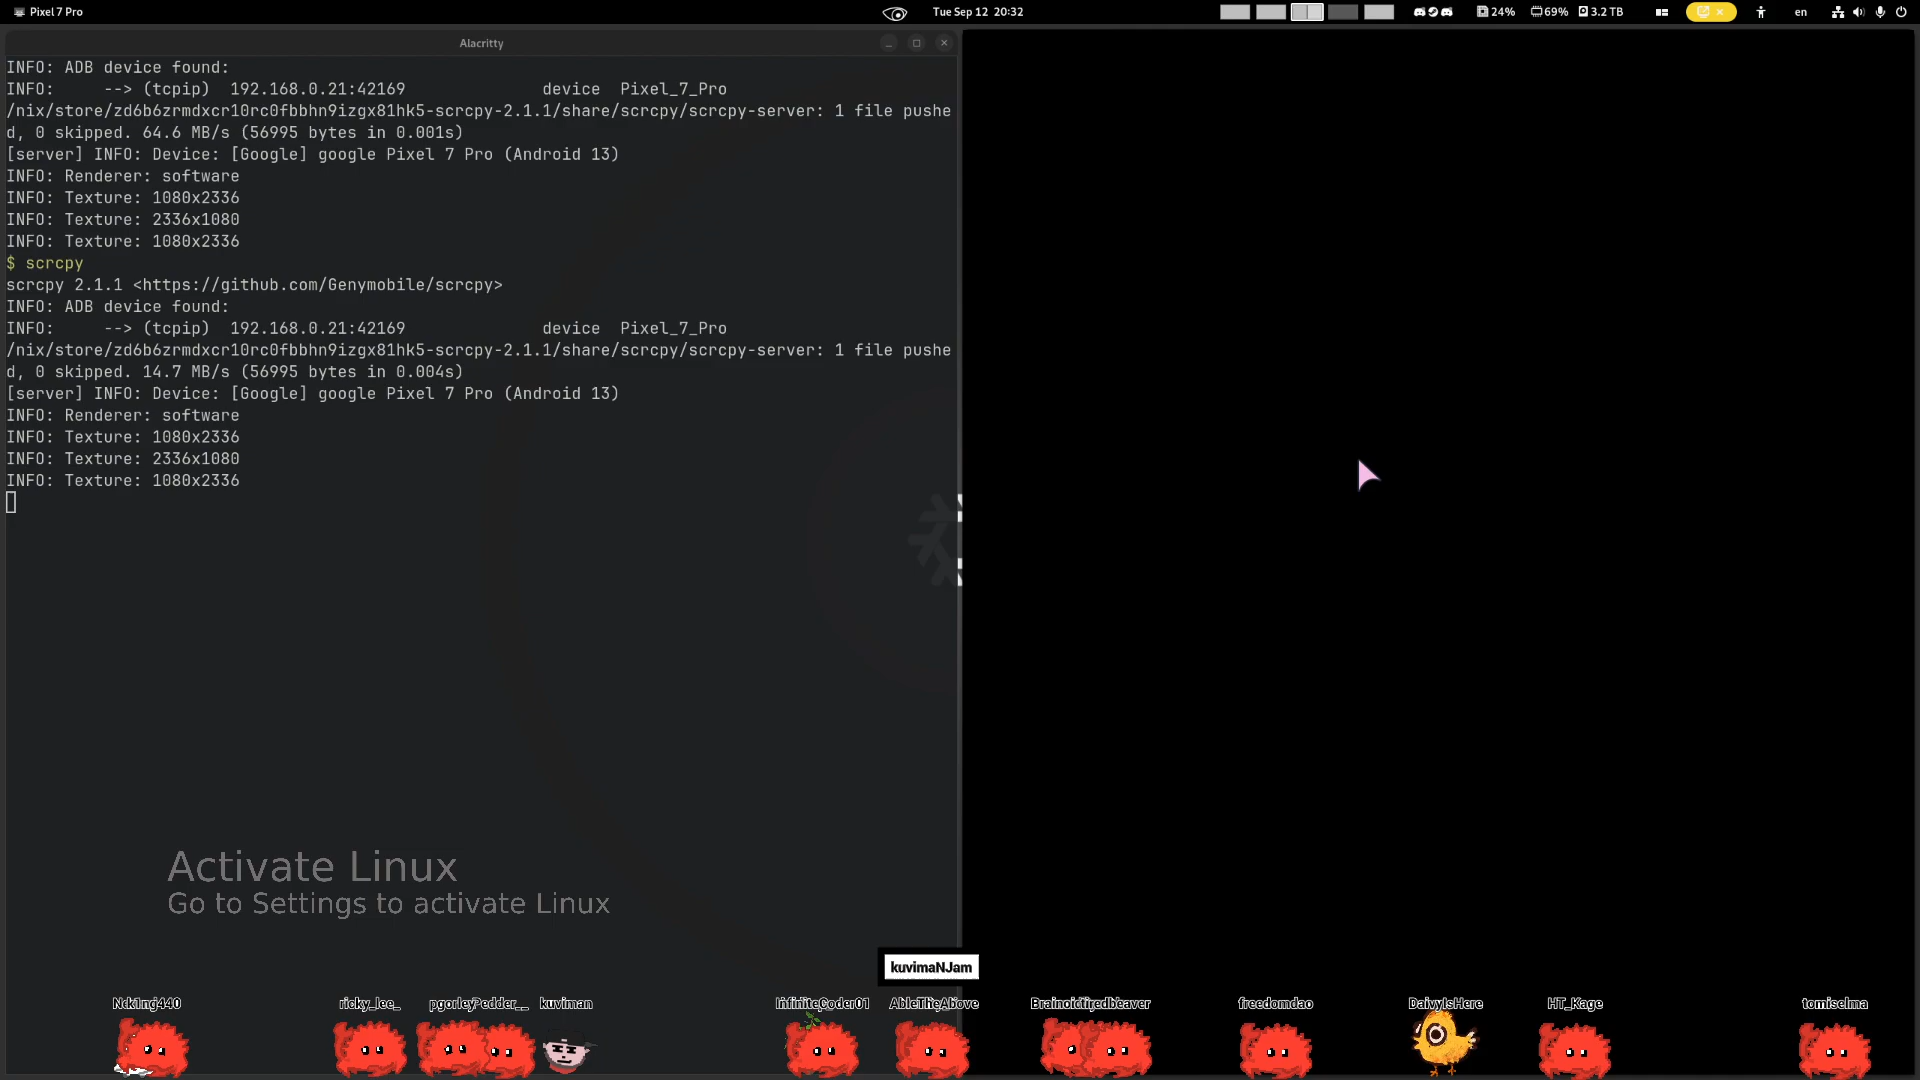 Pixel 7 Pro
Tue Sep 12 20:32
24% 69% 3.2 TB
en
Alacritty
INFO: ADB device found:
INFO:     --> (tcpip)  192.168.0.21:42169              device  Pixel_7_Pro
/nix/store/zd6b6zrmdxcr10rc0fbbhn9izgx81hk5-scrcpy-2.1.1/share/scrcpy/scrcpy-server: 1 file pushe
d, 0 skipped. 64.6 MB/s (56995 bytes in 0.001s)
[server] INFO: Device: [Google] google Pixel 7 Pro (Android 13)
INFO: Renderer: software
INFO: Texture: 1080x2336
INFO: Texture: 2336x1080
INFO: Texture: 1080x2336
$ scrcpy
scrcpy 2.1.1 <https://github.com/Genymobile/scrcpy>
INFO: ADB device found:
INFO:     --> (tcpip)  192.168.0.21:42169              device  Pixel_7_Pro
/nix/store/zd6b6zrmdxcr10rc0fbbhn9izgx81hk5-scrcpy-2.1.1/share/scrcpy/scrcpy-server: 1 file pushe
d, 0 skipped. 14.7 MB/s (56995 bytes in 0.004s)
[server] INFO: Device: [Google] google Pixel 7 Pro (Android 13)
INFO: Renderer: software
INFO: Texture: 1080x2336
INFO: Texture: 2336x1080
INFO: Texture: 1080x2336
Activate Linux
Go to Settings to activate Linux
kuvimaNJam
ricky_lee_ kuviman freedomdao DaivyIsHere HT_Kage tomiselma